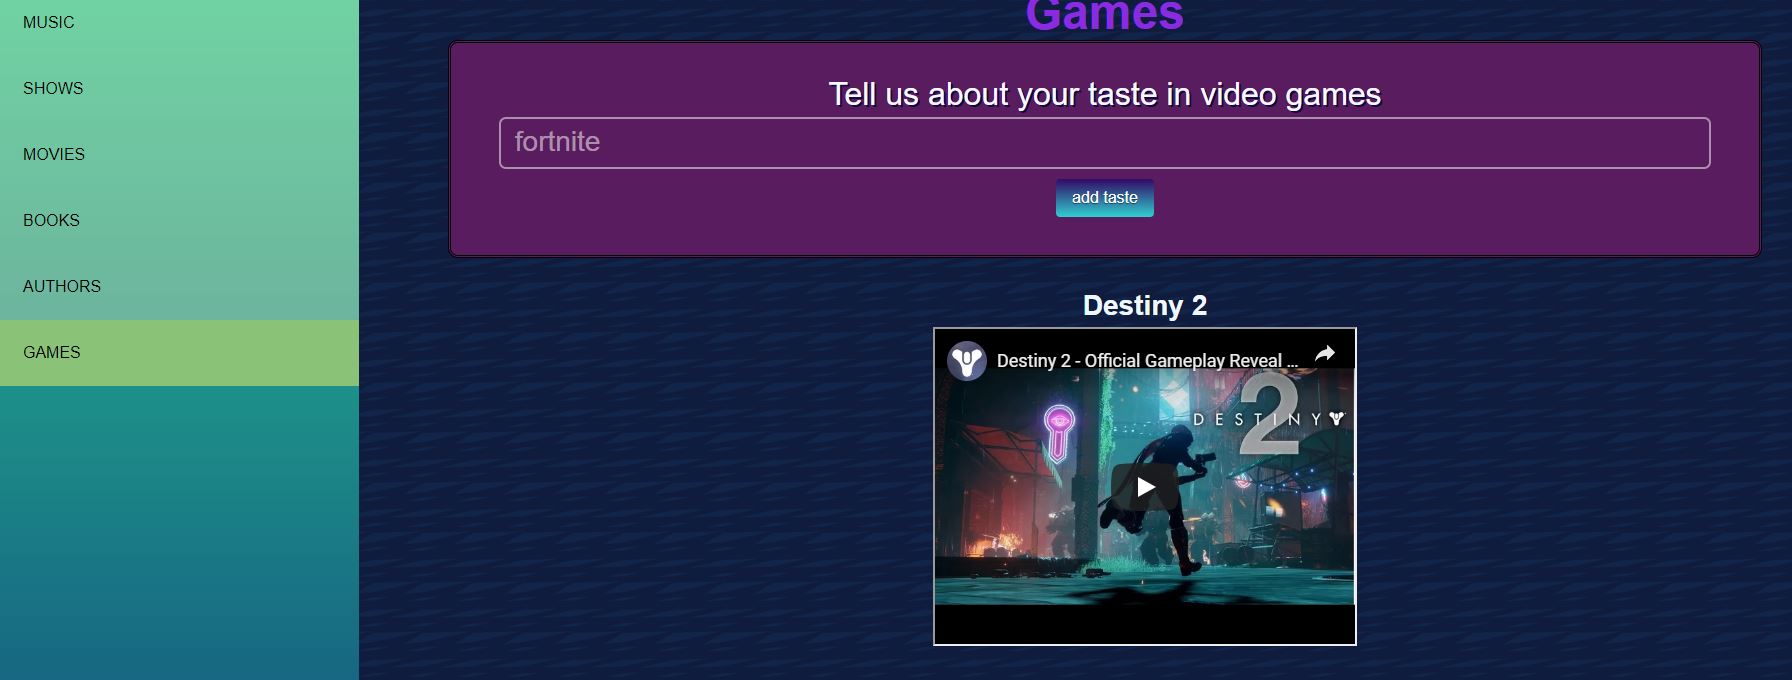 MUSIC
SHOWS
MOVIES
BOOKS
AUTHORS
GAMES
Games
Tell us about your taste in video games
fortnite
add taste
Destiny 2
Destiny 2 - Official Gameplay Reveal ...
DESTINY
2